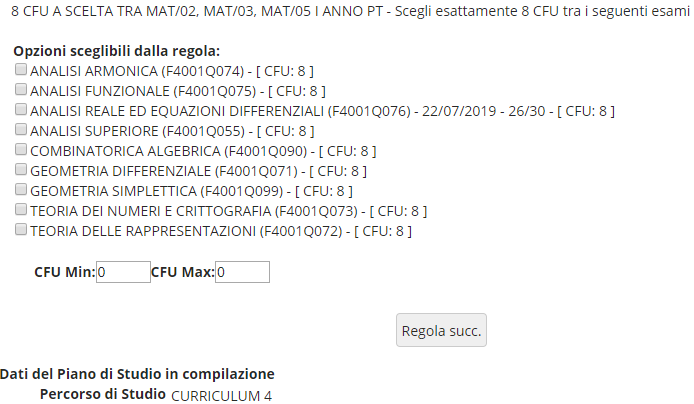 8 CFU A SCELTA TRA MAT/02, MAT/03, MAT/05 I ANNO PT - Scegli esattamente 8 CFU tra i seguenti esami
Opzioni sceglibili dalla regola:
ANALISI ARMONICA (F4001Q074) - [ CFU: 8 ]
ANALISI FUNZIONALE (F4001Q075) - [ CFU: 8 ]
ANALISI REALE ED EQUAZIONI DIFFERENZIALI (F4001Q076) - 22/07/2019 - 26/30 - [ CFU: 8 ]
ANALISI SUPERIORE (F4001Q055) - [ CFU: 8 ]
COMBINATORICA ALGEBRICA (F4001Q090) - [ CFU: 8 ]
GEOMETRIA DIFFERENZIALE (F4001Q071) - [ CFU: 8 ]
GEOMETRIA SIMPLETTICA (F4001Q099) - [ CFU: 8 ]
TEORIA DEI NUMERI E CRITTOGRAFIA (F4001Q073) - [ CFU: 8 ]
TEORIA DELLE RAPPRESENTAZIONI (F4001Q072) - [ CFU: 8 ]
CFU Min: 0 CFU Max: 0
Regola succ.
Dati del Piano di Studio in compilazione
Percorso di Studio CURRICULUM 4